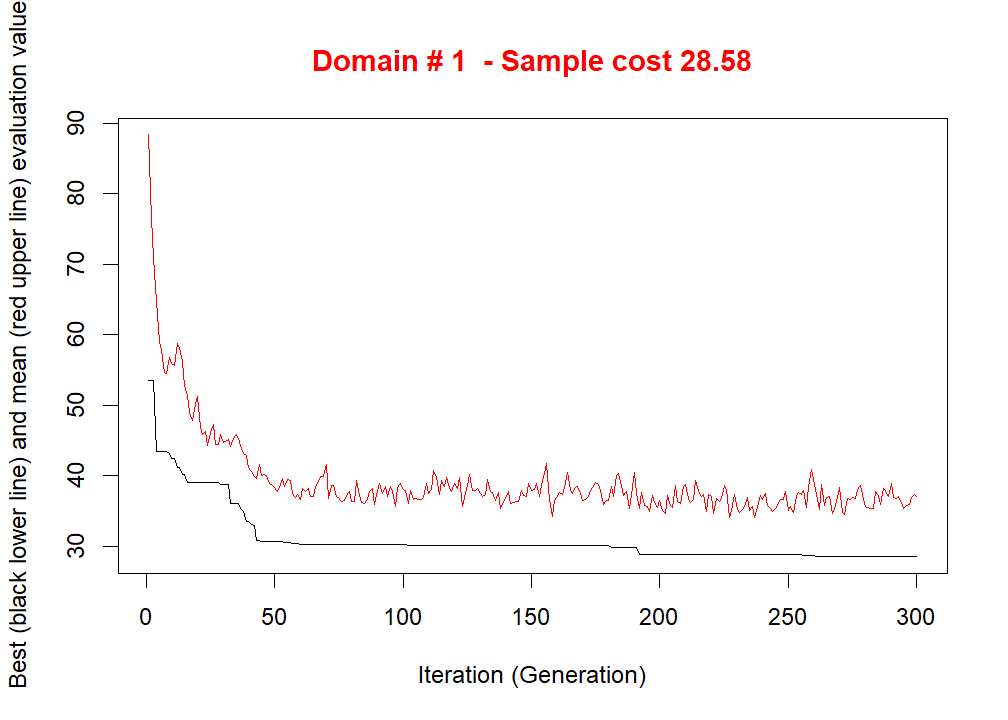 Domain # 1  - Sample cost 28.58
Best (black lower line) and mean (red upper line) evaluation value
90
80
70
60
50
40
30
0 50 100 150 200 250 300
Iteration (Generation)